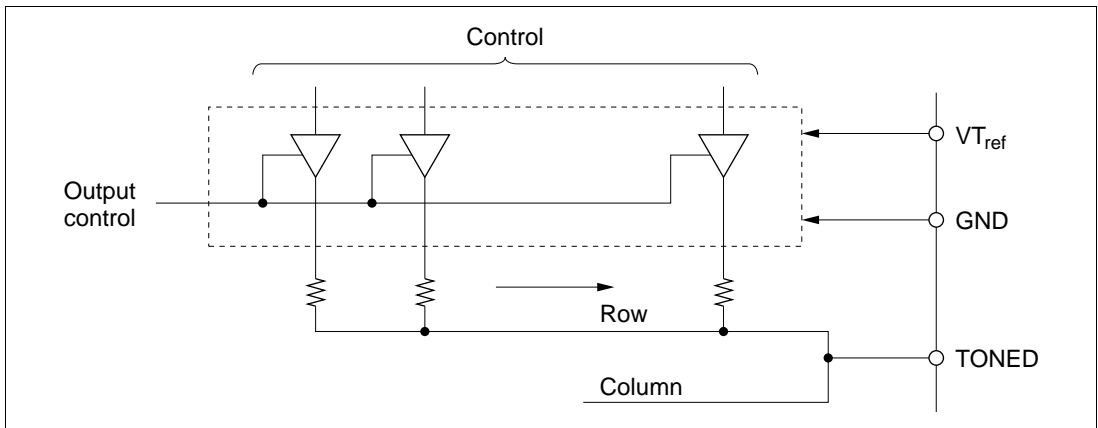 Control
VTref
Output
control
GND
Row
TONED
Column